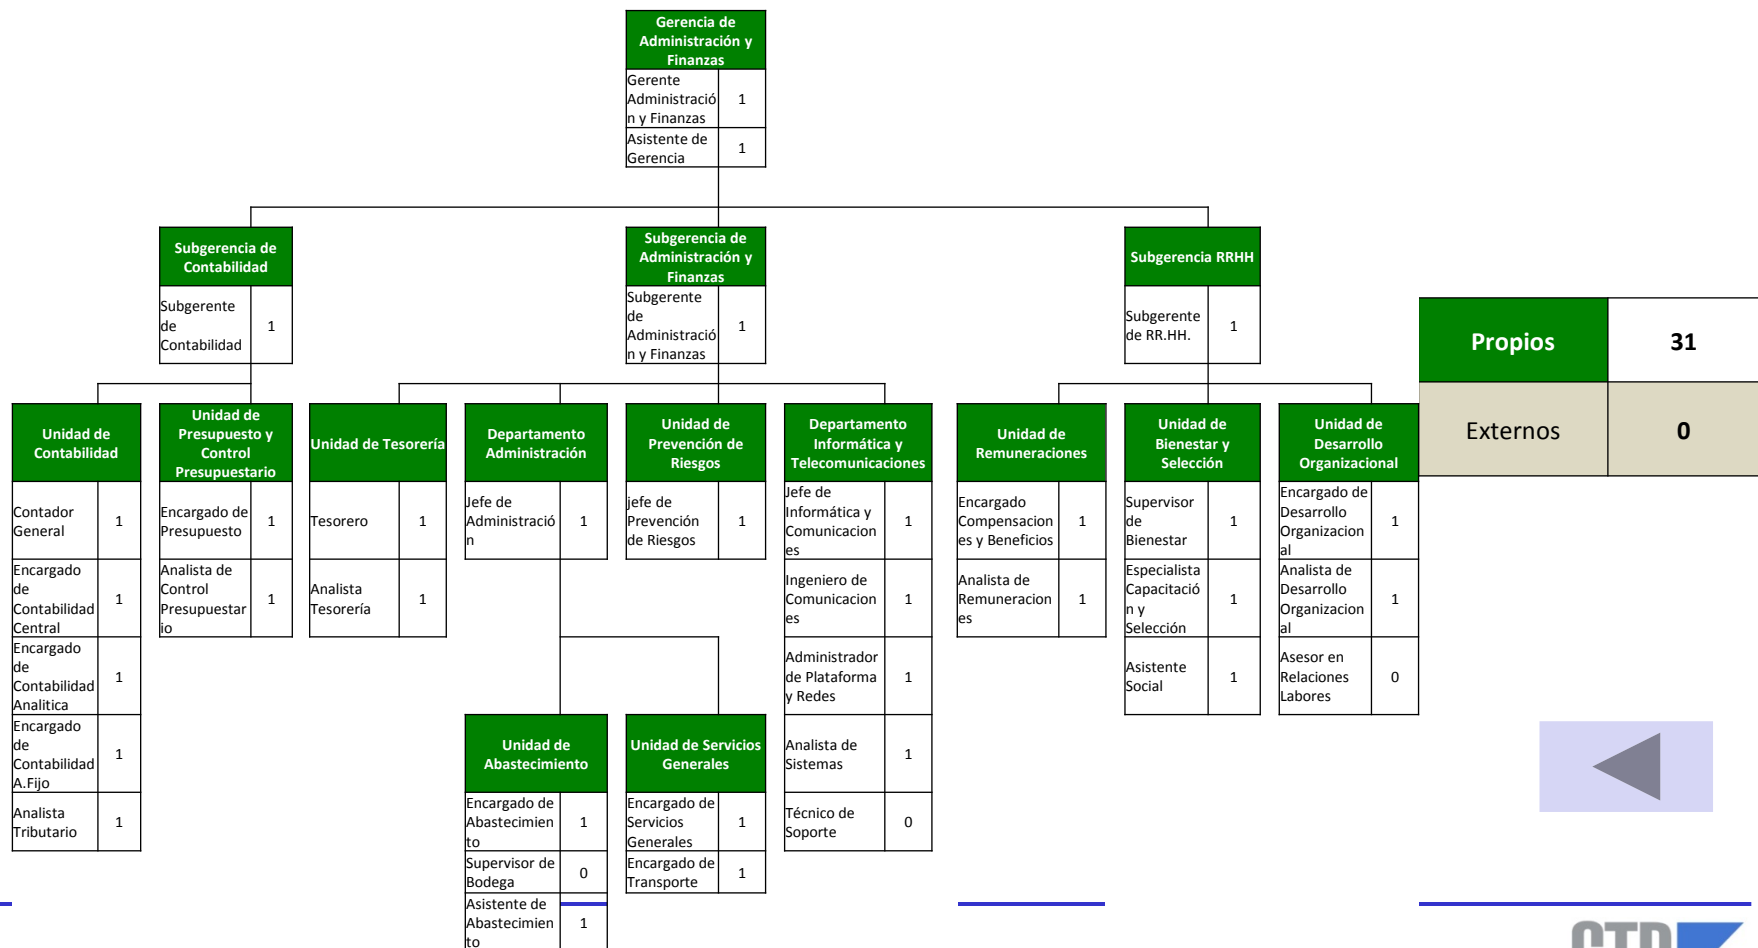 Gerencia de
Administración y
Finanzas
Gerente
Administració
n y Finanzas
1
Asistente de
Gerencia
1
Subgerencia de
Contabilidad
Subgerente
de
Contabilidad
1
Subgerencia de
Administración y
Finanzas
Subgerente
de
Administració
n y Finanzas
1
Subgerencia RRHH
Subgerente
de RR.HH.
1
Propios
31
Externos
0
Unidad de
Contabilidad
Contador
General
1
Encargado
de
Contabilidad
Central
1
Encargado
de
Contabilidad
Analitica
1
Encargado
de
Contabilidad
A.Fijo
1
Analista
Tributario
1
Unidad de
Presupuesto y
Control
Presupuestario
Encargado de
Presupuesto
1
Analista de
Control
Presupuestar
io
1
Unidad de Tesorería
Tesorero
1
Analista
Tesorería
1
Departamento
Administración
Jefe de
Administració
n
1
Unidad de
Prevención de
Riesgos
jefe de
Prevención
de Riesgos
1
Departamento
Informática y
Telecomunicaciones
Jefe de
Informática y
Comunicacion
es
1
Ingeniero de
Comunicacion
es
1
Administrador
de Plataforma
y Redes
1
Analista de
Sistemas
1
Técnico de
Soporte
0
Unidad de
Remuneraciones
Encargado
Compensacion
es y Beneficios
1
Analista de
Remuneracion
es
1
Unidad de
Bienestar y
Selección
Supervisor
de
Bienestar
1
Especialista
Capacitació
n y
Selección
1
Asistente
Social
1
Unidad de
Desarrollo
Organizacional
Encargado de
Desarrollo
Organizacion
al
1
Analista de
Desarrollo
Organizacion
al
1
Asesor en
Relaciones
Labores
0
Unidad de
Abastecimiento
Encargado de
Abastecimien
to
1
Supervisor de
Bodega
0
Asistente de
Abastecimien
to
1
Unidad de Servicios
Generales
Encargado de
Servicios
Generales
1
Encargado de
Transporte
1